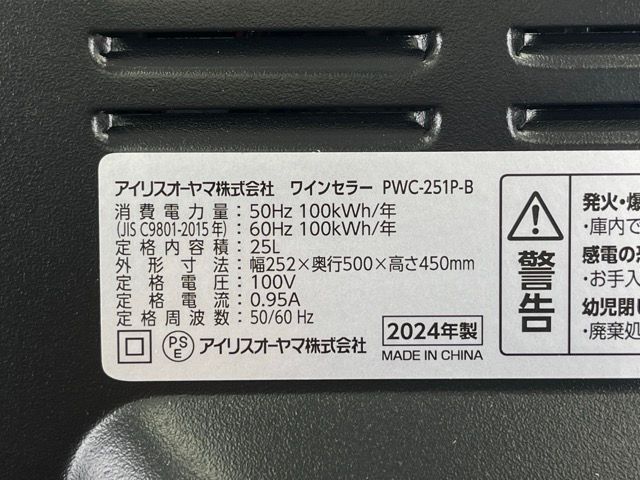 アイリスオーヤマ株式会社 ワインセラー PWC-251P-B
消費電力量: 50Hz 100kWh/年
(JIS C9801-2015年): 60Hz 100kWh/年
定格内容積: 25L
外形寸法: 幅252×奥行500×高さ450mm
定格電圧: 100V
定格電流: 0.95A
定格周波数: 50/60 Hz
PSE アイリスオーヤマ株式会社
2024年製
MADE IN CHINA
警告
発火・爆
・庫内で
感電の
・お手入
幼児閉じ
・廃棄処